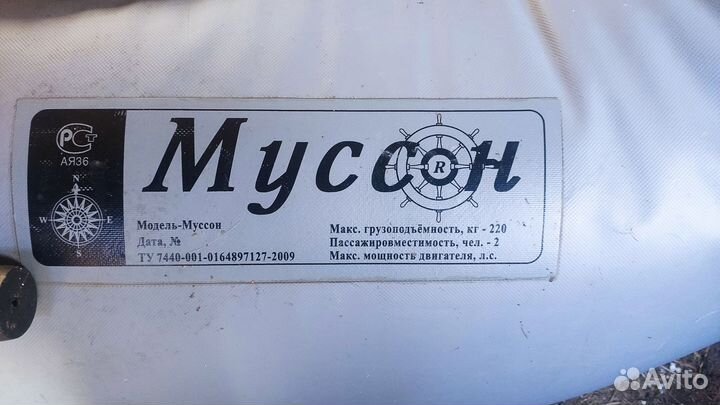 РСТ
АЯ36
N
W E
S
Муссон
R
Модель-Муссон
Дата, №
ТУ 7440-001-0164897127-2009
Макс. грузоподъёмность, кг - 220
Пассажировместимость, чел. - 2
Макс. мощность двигателя, л.с.
Avito